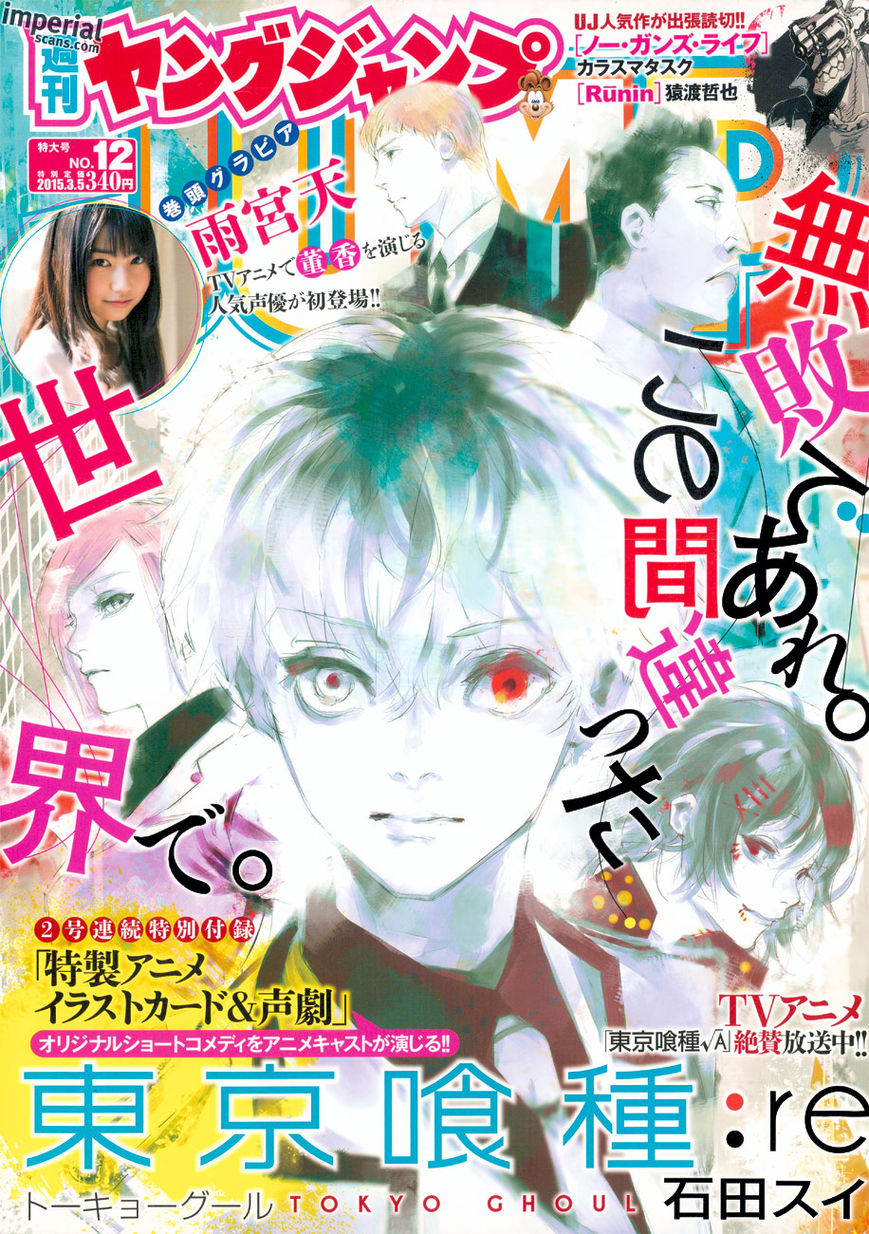 imperial
scans.com
週刊
ヤングジャンプ
UJ人気作が出張読切!!
[ノー・ガンズ・ライフ]
カラスマタスク
[Rūnin]猿渡哲也
特大号
NO.12
特別定価
2015.3.5 340円
巻頭グラビア
雨宮天
TVアニメで董香を演じる
人気声優が初登場!!
無敗であれ。
:re
間違っさ
世界で。
2号連続特別付録
「特製アニメ
イラストカード&声劇」
オリジナルショートコメディをアニメキャストが演じる!!
TVアニメ
「東京喰種√A」絶賛放送中!!
東京喰種:re
トーキョーグール TOKYO GHOUL 石田スイ